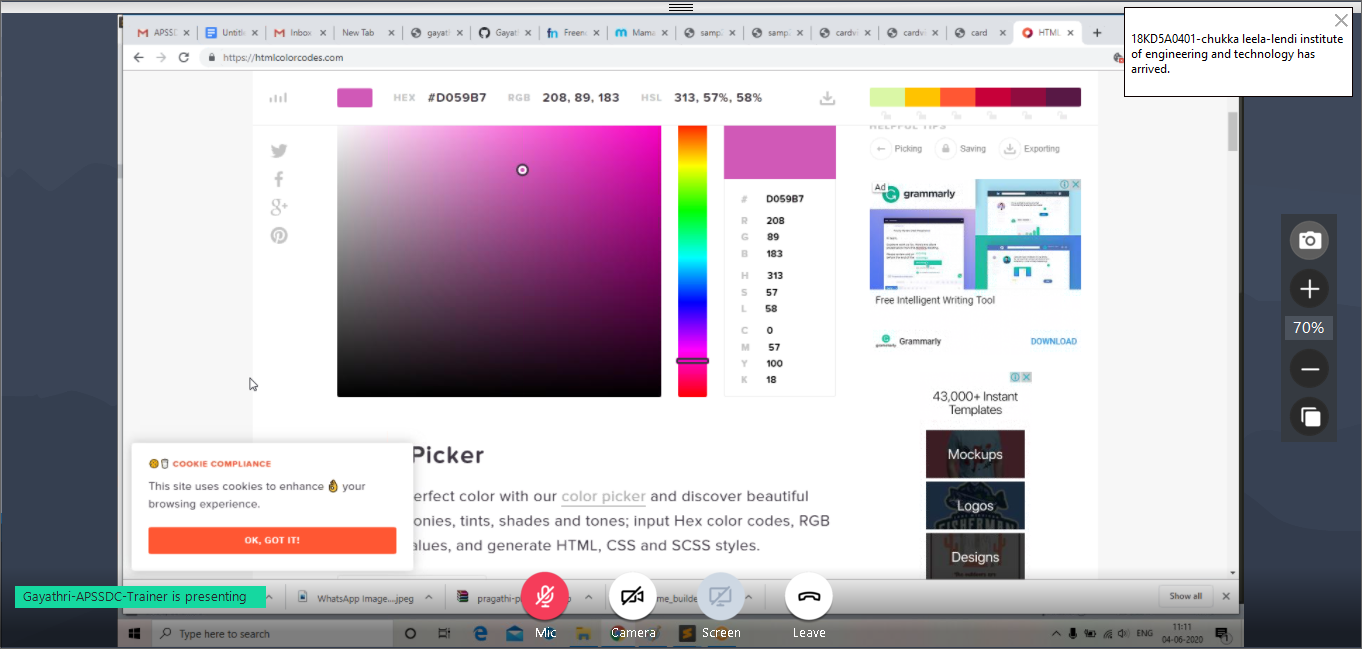 APSSD
Untitl
Inbox
New Tab
gayat
Gayat
Freen
Mama
samp
samp
cardvi
cardvi
card
HTML
18KD5A0401-chukka leela-lendi institute
of engineering and technology has
arrived.
https://htmlcolorcodes.com
HEX #D059B7 RGB 208, 89, 183 HSL 313, 57%, 58%
HELPFUL TIPS
Picking Saving Exporting
# D059B7
R 208
G 89
B 183
H 313
S 57
L 58
C 0
M 57
Y 100
K 18
Ad
grammarly
Free Intelligent Writing Tool
grammarly
Grammarly
DOWNLOAD
70%
43,000+ Instant
Templates
Mockups
Logos
Designs
Picker
erfect color with our color picker and discover beautiful
onies, tints, shades and tones; input Hex color codes, RGB
alues, and generate HTML, CSS and SCSS styles.
COOKIE COMPLIANCE
This site uses cookies to enhance your
browsing experience.
OK, GOT IT!
Gayathri-APSSDC-Trainer is presenting
WhatsApp Image....jpeg
pragathi-p
me_builde
Show all
Mic
Camera
Screen
Leave
Type here to search
ENG
11:11
04-06-2020